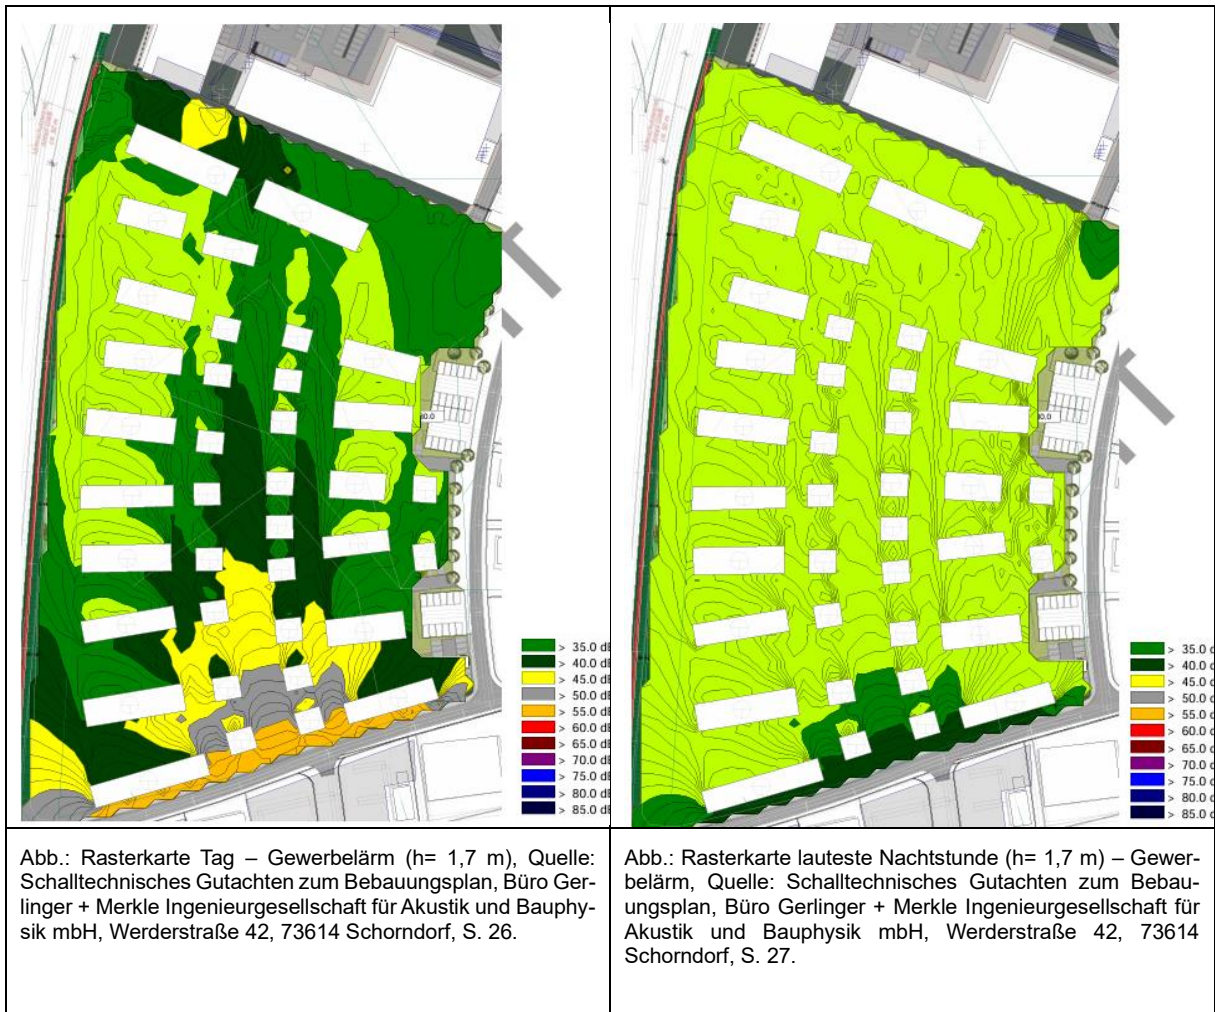 > 35.0 dB
> 40.0 dB
> 45.0 dB
> 50.0 dB
> 55.0 dB
> 60.0 dB
> 65.0 dB
> 70.0 dB
> 75.0 dB
> 80.0 dB
> 85.0 dB
Abb.: Rasterkarte Tag – Gewerbelärm (h= 1,7 m), Quelle:
Schalltechnisches Gutachten zum Bebauungsplan, Büro Ger-
linger + Merkle Ingenieurgesellschaft für Akustik und Bauphy-
sik mbH, Werderstraße 42, 73614 Schorndorf, S. 26.
> 35.0 d
> 40.0 d
> 45.0 d
> 50.0 d
> 55.0 d
> 60.0 d
> 65.0 d
> 70.0 d
> 75.0 d
> 80.0 d
> 85.0 d
Abb.: Rasterkarte lauteste Nachtstunde (h= 1,7 m) – Gewer-
belärm, Quelle: Schalltechnisches Gutachten zum Bebau-
ungsplan, Büro Gerlinger + Merkle Ingenieurgesellschaft für
Akustik und Bauphysik mbH, Werderstraße 42, 73614
Schorndorf, S. 27.